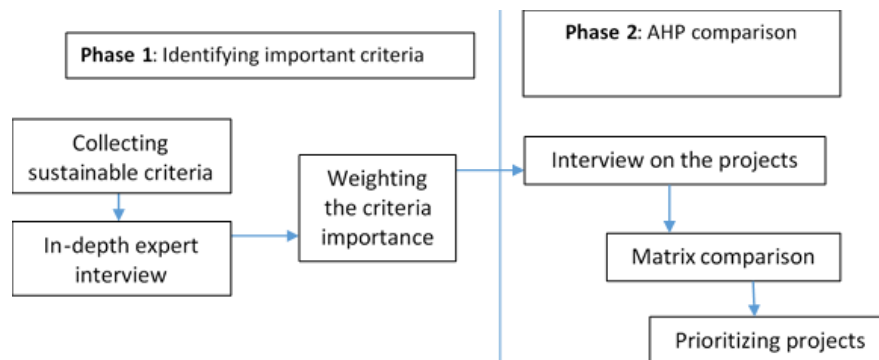 Phase 1: Identifying important criteria
Phase 2: AHP comparison
Collecting
sustainable criteria
In-depth expert
interview
Weighting
the criteria
importance
Interview on the projects
Matrix comparison
Prioritizing projects